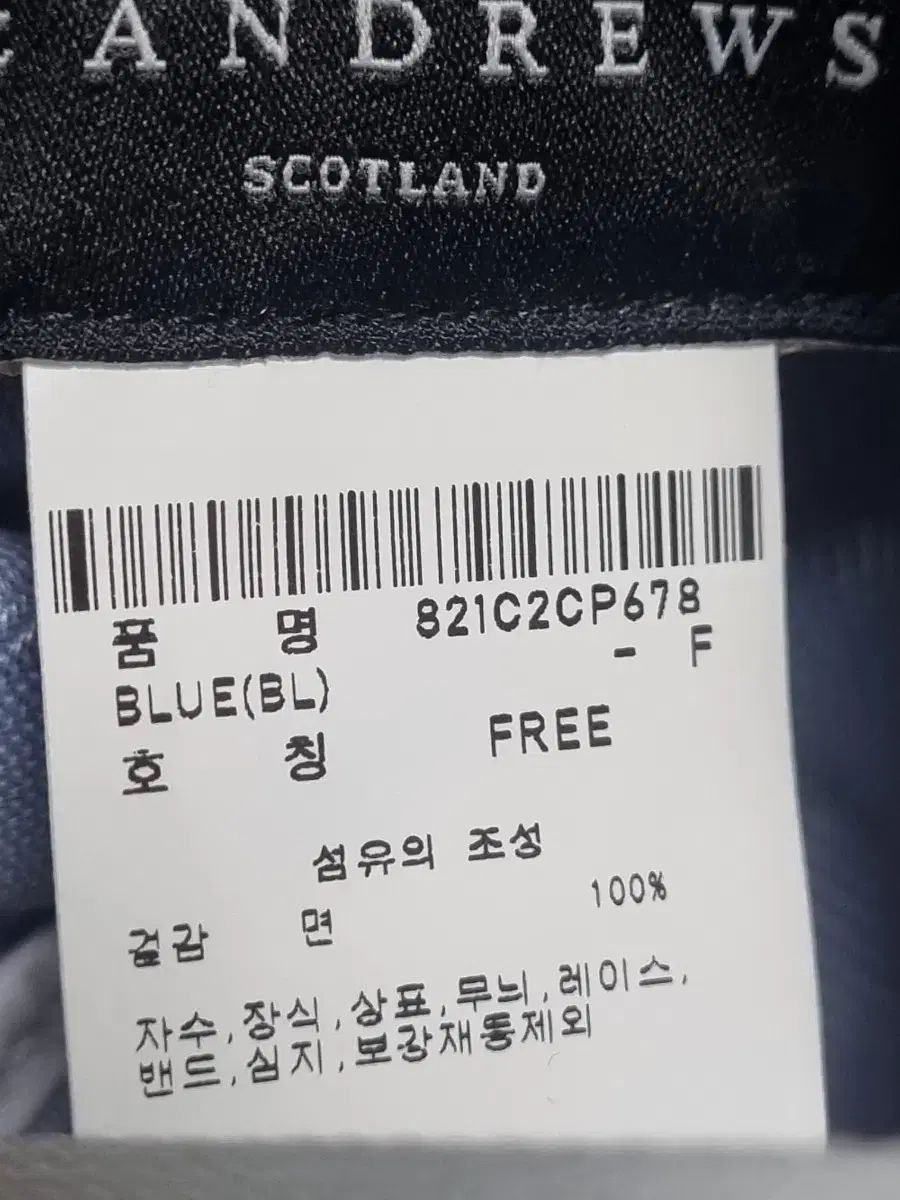 ANDREWS
SCOTLAND
품 명 821C2CP678
- F
BLUE(BL)
호 칭 FREE
섬유의 조성
겉감 면 100%
자수,장식,상표,무늬,레이스,
밴드,심지,보강재등제외